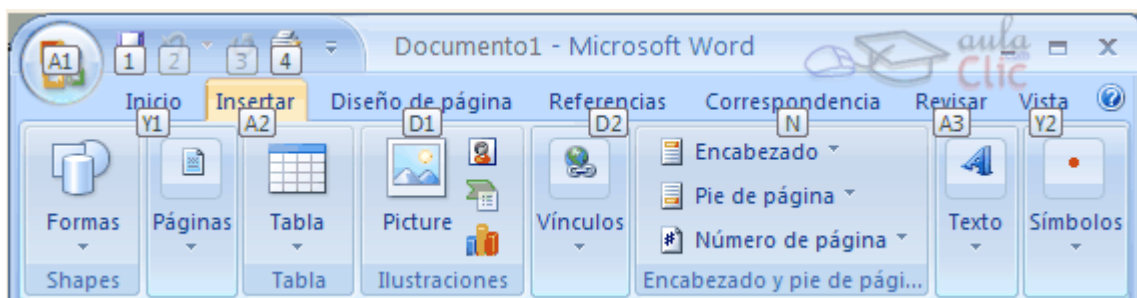 Documento1 - Microsoft Word
aula
.com
Clic
A1 1 2 3 4
Inicio Insertar Diseño de página Referencias Correspondencia Revisar Vista
Y1 A2 D1 D2 N A3 Y2
Encabezado
Pie de página
Número de página
Formas Páginas Tabla Picture Vínculos Texto Símbolos
Shapes Tabla Ilustraciones Encabezado y pie de pági...